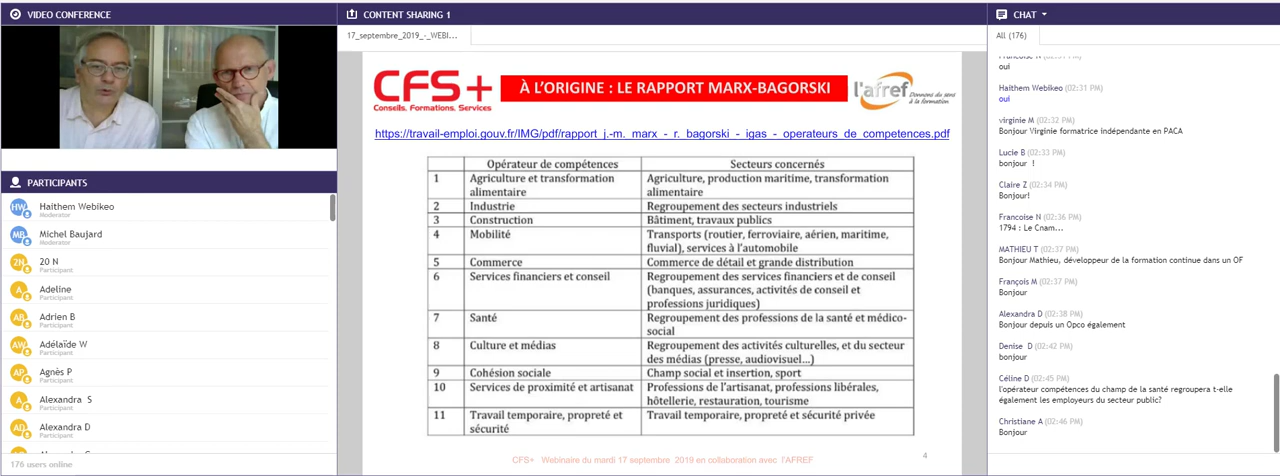 VIDEO CONFERENCE
PARTICIPANTS
HW
Haithem Webikeo
Moderator
MB
Michel Baujard
Moderator
2N
20 N
Participant
A
Adeline
Participant
AB
Adrien B
Participant
AW
Adélaïde W
Participant
AP
Agnès P
Participant
AS
Alexandra S
Participant
AD
Alexandra D
Participant
176 users online
CONTENT SHARING 1
17_septembre_2019_-_WEBI...
CFS+
Conseils. Formations. Services
À L'ORIGINE : LE RAPPORT MARX-BAGORSKI
l'afref
Donnons du sens
à la formation
https://travail-emploi.gouv.fr/IMG/pdf/rapport_j.-m._marx_-_r._bagorski_-_igas_-_operateurs_de_competences.pdf
Opérateur de compétences Secteurs concernés
1 Agriculture et transformation alimentaire Agriculture, production maritime, transformation alimentaire
2 Industrie Regroupement des secteurs industriels
3 Construction Bâtiment, travaux publics
4 Mobilité Transports (routier, ferroviaire, aérien, maritime, fluvial), services à l'automobile
5 Commerce Commerce de détail et grande distribution
6 Services financiers et conseil Regroupement des services financiers et de conseil (banques, assurances, activités de conseil et professions juridiques)
7 Santé Regroupement des professions de la santé et médico-social
8 Culture et médias Regroupement des activités culturelles, et du secteur des médias (presse, audiovisuel...)
9 Cohésion sociale Champ social et insertion, sport
10 Services de proximité et artisanat Professions de l'artisanat, professions libérales, hôtellerie, restauration, tourisme
11 Travail temporaire, propreté et sécurité Travail temporaire, propreté et sécurité privée
CFS+ Webinaire du mardi 17 septembre 2019 en collaboration avec l'AFREF
4
CHAT
All (176)
oui
Haithem Webikeo (02:31 PM)
oui
virginie M (02:32 PM)
Bonjour Virginie formatrice indépendante en PACA
Lucie B (02:33 PM)
bonjour !
Claire Z (02:34 PM)
Bonjour!
Francoise N (02:36 PM)
1794 : Le Cnam...
MATHIEU T (02:37 PM)
Bonjour Mathieu, développeur de la formation continue dans un OF
François M (02:37 PM)
Bonjour
Alexandra D (02:38 PM)
Bonjour depuis un Opco également
Denise D (02:42 PM)
bonjour
Céline D (02:45 PM)
l'opérateur compétences du champ de la santé regroupera t-elle
également les employeurs du secteur public?
Christiane A (02:46 PM)
Bonjour